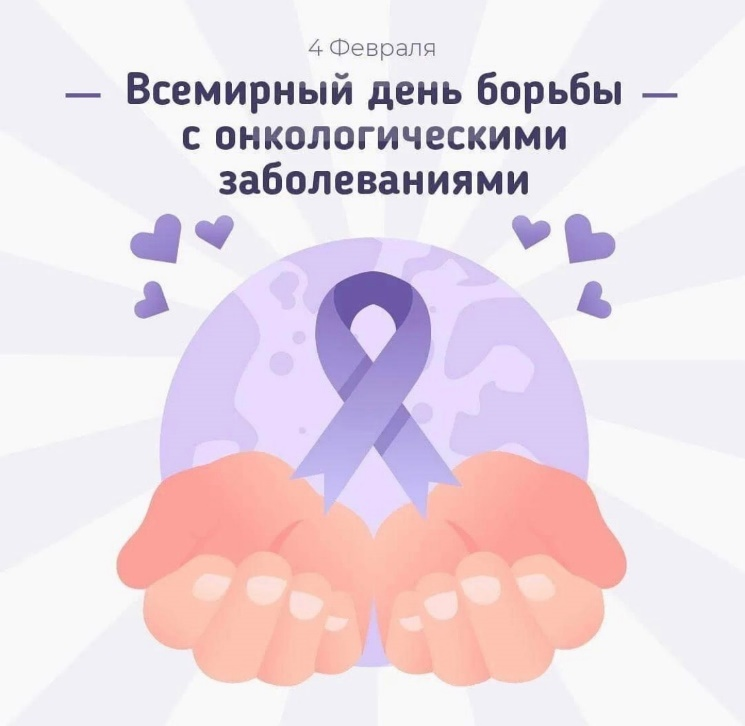 4 Февраля
— Всемирный день борьбы —
с онкологическими
заболеваниями